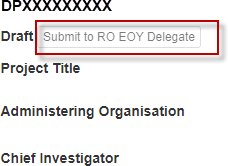 DPXXXXXXXXX
Draft Submit to RO EOY Delegate
Project Title
Administering Organisation
Chief Investigator